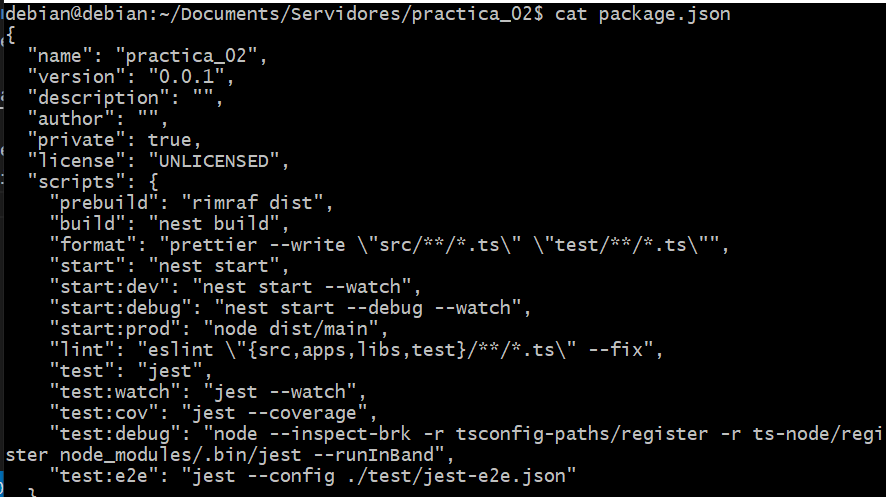 debian@debian:~/Documents/Servidores/practica_02$ cat package.json
{
  "name": "practica_02",
  "version": "0.0.1",
  "description": "",
  "author": "",
  "private": true,
  "license": "UNLICENSED",
  "scripts": {
    "prebuild": "rimraf dist",
    "build": "nest build",
    "format": "prettier --write \"src/**/*.ts\" \"test/**/*.ts\"",
    "start": "nest start",
    "start:dev": "nest start --watch",
    "start:debug": "nest start --debug --watch",
    "start:prod": "node dist/main",
    "lint": "eslint \"{src,apps,libs,test}/**/*.ts\" --fix",
    "test": "jest",
    "test:watch": "jest --watch",
    "test:cov": "jest --coverage",
    "test:debug": "node --inspect-brk -r tsconfig-paths/register -r ts-node/regi
ster node_modules/.bin/jest --runInBand",
    "test:e2e": "jest --config ./test/jest-e2e.json"